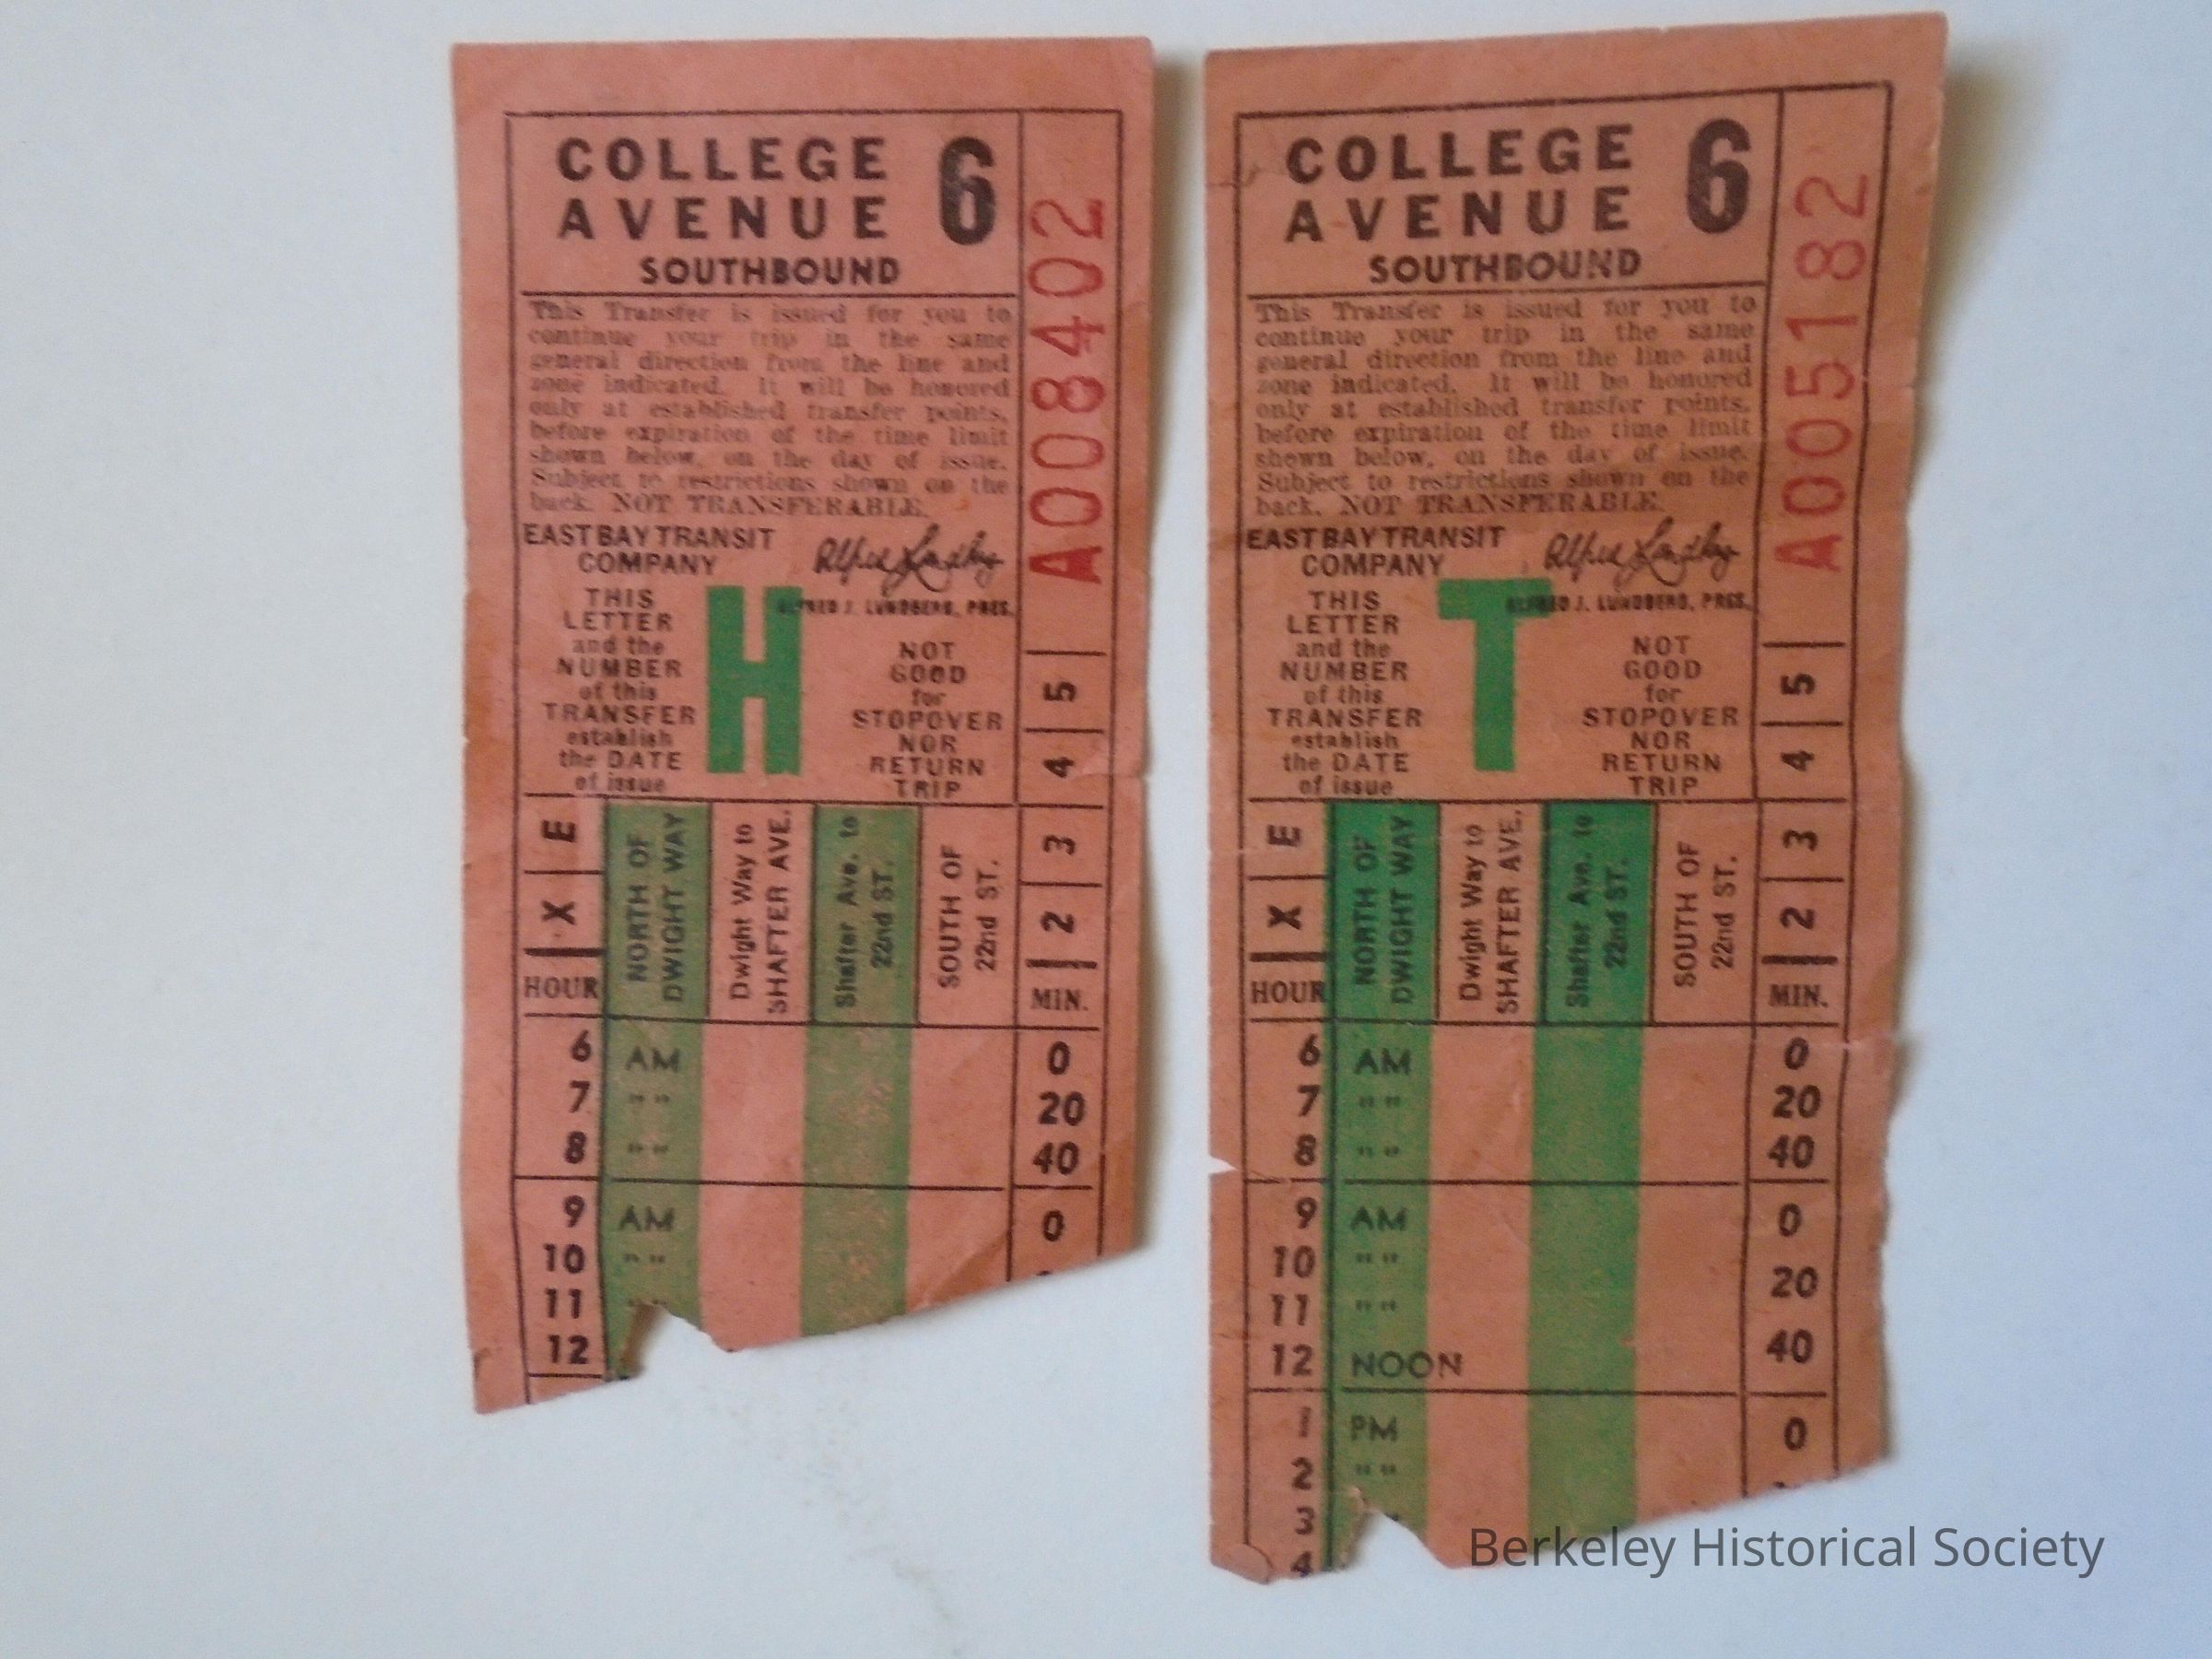 COLLEGE
AVENUE 6
SOUTHBOUND
This Transfer is issued for you to
continue your trip in the same
general direction from the line and
zone indicated. It will be honored
only at established transfer points,
before expiration of the time limit
shown below, on the day of issue.
Subject to restrictions shown on the
back. NOT TRANSFERABLE.
EAST BAY TRANSIT
COMPANY
ALFRED J. LUNDBERG, PRES.
THIS
LETTER
and the
NUMBER
of this
TRANSFER
establish
the DATE
of issue
H
NOT
GOOD
for
STOPOVER
NOR
RETURN
TRIP
A008402
5
4
3
2
MIN.
E
X
HOUR
NORTH OF
DWIGHT WAY
Dwight Way to
SHAFTER AVE.
Shafter Ave. to
22nd ST.
SOUTH OF
22nd ST.
6 AM 0
7 " " 20
8 " " 40
9 AM 0
10 " "
11 " "
12
COLLEGE
AVENUE 6
SOUTHBOUND
This Transfer is issued for you to
continue your trip in the same
general direction from the line and
zone indicated. It will be honored
only at established transfer points,
before expiration of the time limit
shown below, on the day of issue.
Subject to restrictions shown on the
back. NOT TRANSFERABLE.
EAST BAY TRANSIT
COMPANY
ALFRED J. LUNDBERG, PRES.
THIS
LETTER
and the
NUMBER
of this
TRANSFER
establish
the DATE
of issue
T
NOT
GOOD
for
STOPOVER
NOR
RETURN
TRIP
A005182
5
4
3
2
MIN.
E
X
HOUR
NORTH OF
DWIGHT WAY
Dwight Way to
SHAFTER AVE.
Shafter Ave. to
22nd ST.
SOUTH OF
22nd ST.
6 AM 0
7 " " 20
8 " " 40
9 AM 0
10 " " 20
11 " "
12 NOON 40
1 PM 0
2 " "
3
4
Berkeley Historical Society